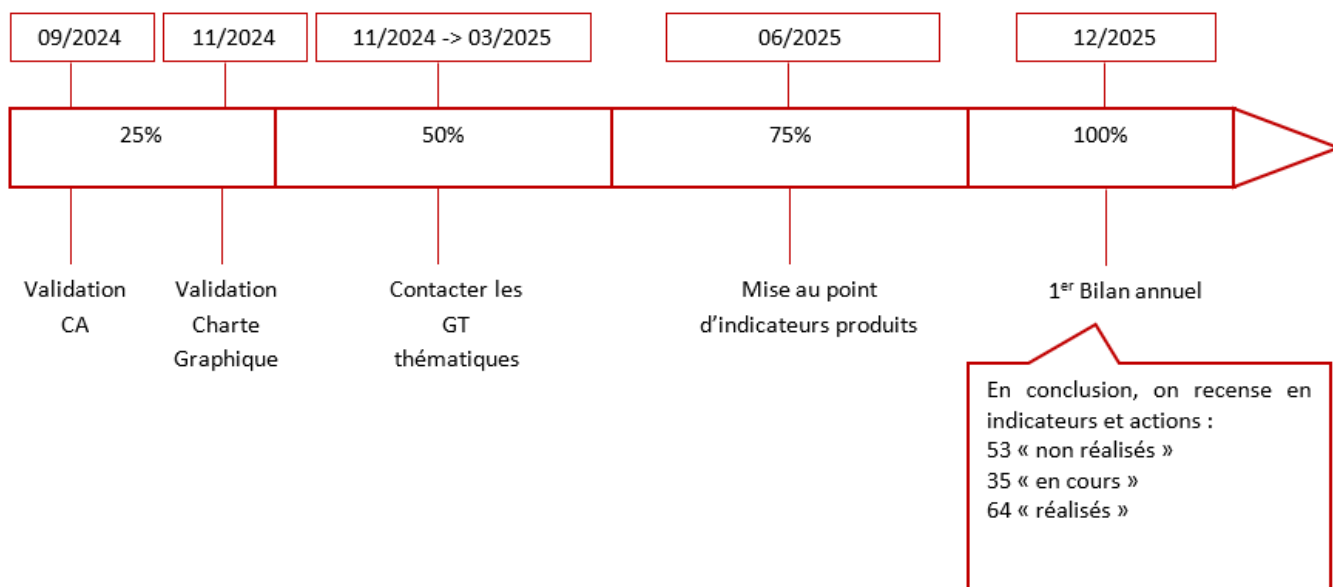 09/2024
11/2024
11/2024 -> 03/2025
06/2025
12/2025
25%
50%
75%
100%
Validation
CA
Validation
Charte
Graphique
Contacter les
GT
thématiques
Mise au point
d’indicateurs produits
1er Bilan annuel
En conclusion, on recense en
indicateurs et actions :
53 « non réalisés »
35 « en cours »
64 « réalisés »